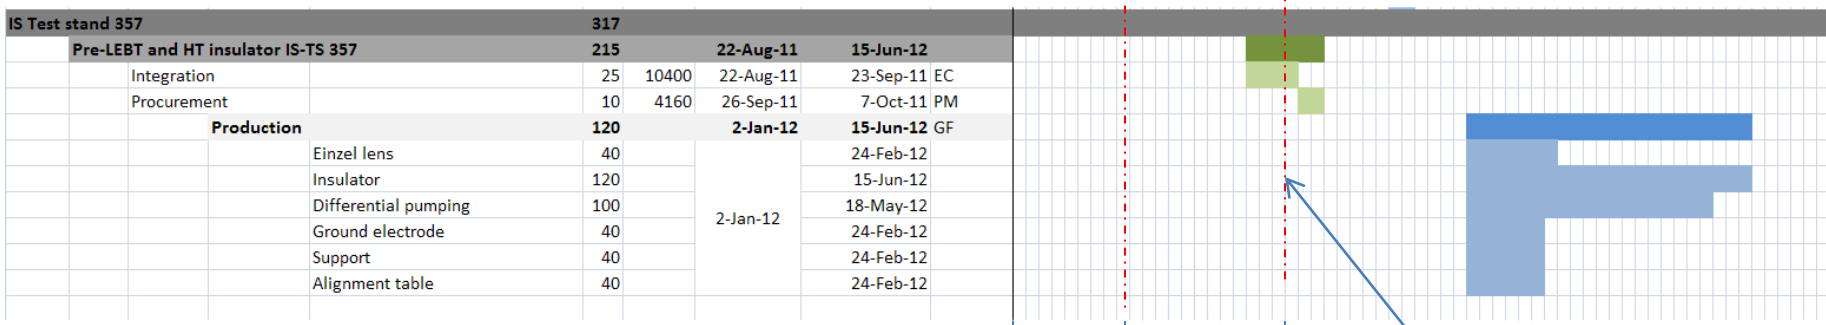 IS Test stand 357 317
Pre-LEBT and HT insulator IS-TS 357 215 22-Aug-11 15-Jun-12
Integration 25 10400 22-Aug-11 23-Sep-11 EC
Procurement 10 4160 26-Sep-11 7-Oct-11 PM
Production 120 2-Jan-12 15-Jun-12 GF
Einzel lens 40 24-Feb-12
Insulator 120 15-Jun-12
Differential pumping 100 18-May-12
2-Jan-12
Ground electrode 40 24-Feb-12
Support 40 24-Feb-12
Alignment table 40 24-Feb-12